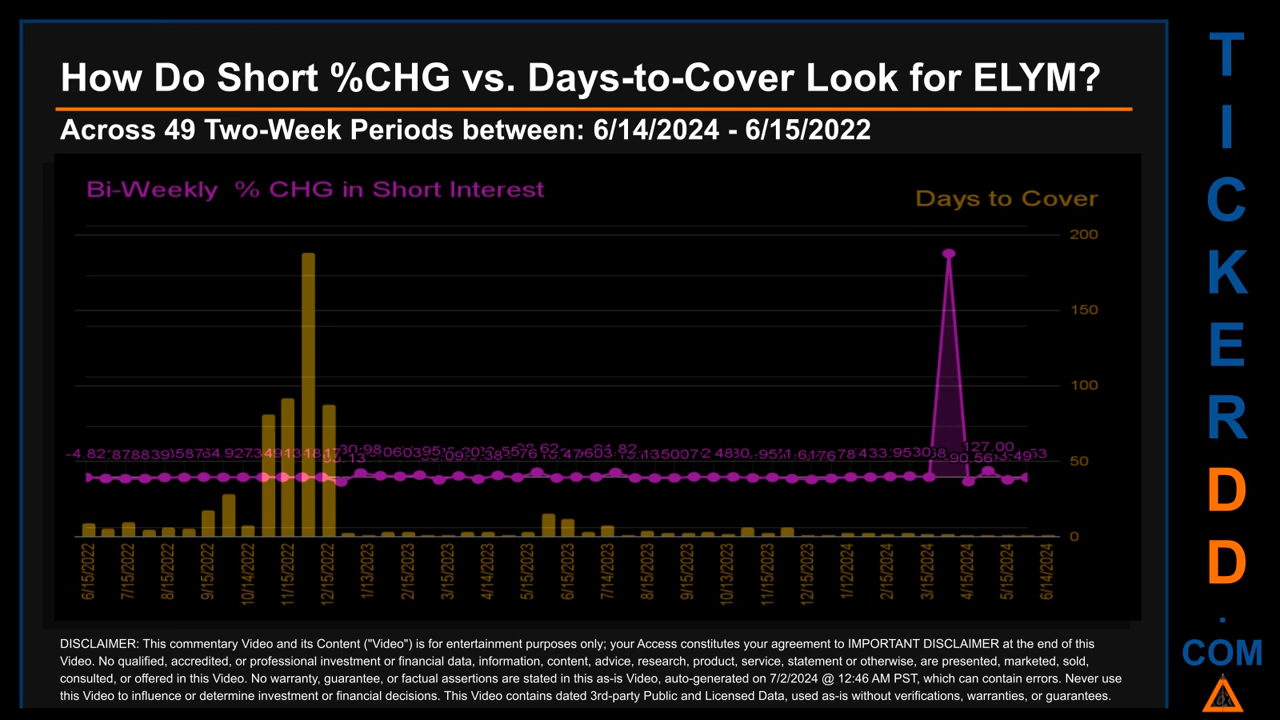 How Do Short %CHG vs. Days-to-Cover Look for ELYM?
Across 49 Two-Week Periods between: 6/14/2024 - 6/15/2022
Bi-Weekly % CHG in Short Interest
Days to Cover
200
150
100
50
0
-4.82
127.00
6/15/2022 7/15/2022 8/15/2022 9/15/2022 10/14/2022 11/15/2022 12/15/2022 1/13/2023 2/15/2023 3/15/2023 4/14/2023 5/15/2023 6/15/2023 7/14/2023 8/15/2023 9/15/2023 10/13/2023 11/15/2023 12/15/2023 1/12/2024 2/15/2024 3/15/2024 4/15/2024 5/15/2024 6/14/2024
DISCLAIMER: This commentary Video and its Content ("Video") is for entertainment purposes only; your Access constitutes your agreement to IMPORTANT DISCLAIMER at the end of this
Video. No qualified, accredited, or professional investment or financial data, information, content, advice, research, product, service, statement or otherwise, are presented, marketed, sold,
consulted, or offered in this Video. No warranty, guarantee, or factual assertions are stated in this as-is Video, auto-generated on 7/2/2024 @ 12:46 AM PST, which can contain errors. Never use
this Video to influence or determine investment or financial decisions. This Video contains dated 3rd-party Public and Licensed Data, used as-is without verifications, warranties, or guarantees.
TICKERDD
.
COM